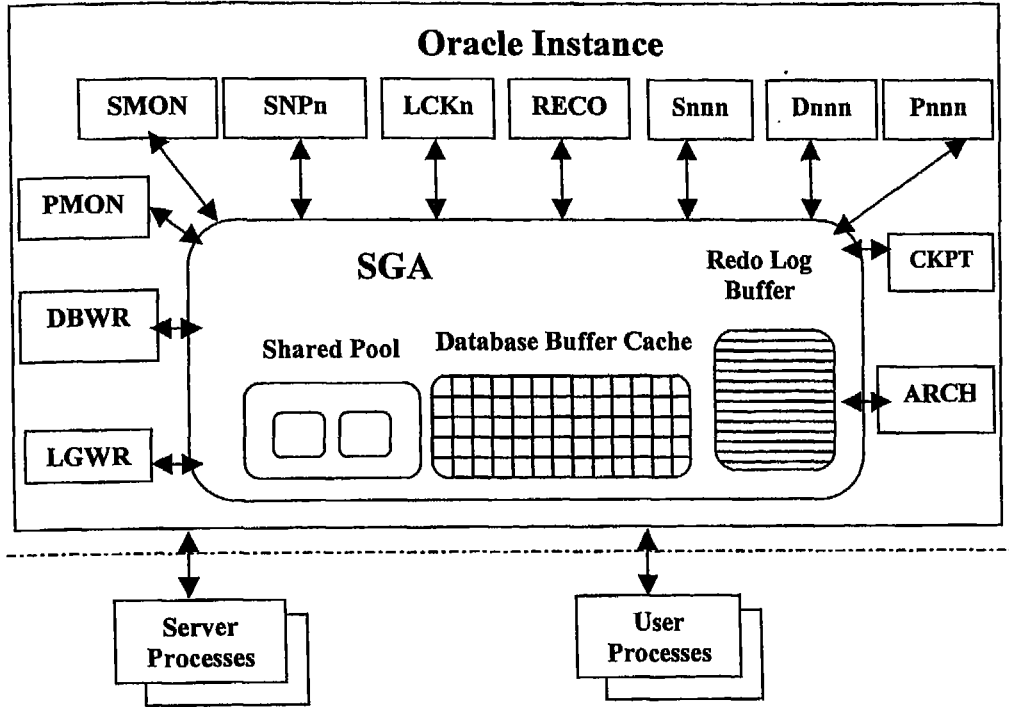 Oracle Instance
SMON
SNPn
LCKn
RECO
Snnn
Dnnn
Pnnn
PMON
SGA
Redo Log
Buffer
CKPT
DBWR
Shared Pool
Database Buffer Cache
ARCH
LGWR
Server
Processes
User
Processes